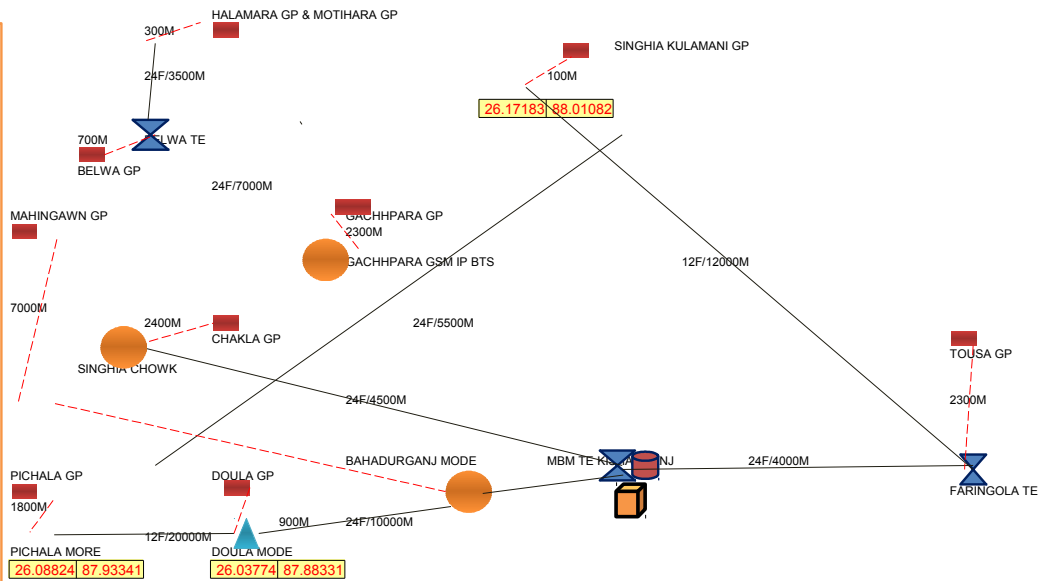 HALAMARA GP & MOTIHARA GP
300M
SINGHIA KULAMANI GP
24F/3500M
100M
26.17183 88.01082
700M
BELWA TE
BELWA GP
24F/7000M
MAHINGAWN GP
GACHHPARA GP
2300M
GACHHPARA GSM IP BTS
12F/12000M
7000M
2400M
24F/5500M
CHAKLA GP
TOUSA GP
SINGHIA CHOWK
24F/4500M
2300M
BAHADURGANJ MODE
MBM TE KISHANGANJ
24F/4000M
PICHALA GP
DOULA GP
FARINGOLA TE
1800M
900M
24F/10000M
12F/20000M
PICHALA MORE
DOULA MODE
26.08824 87.93341
26.03774 87.88331